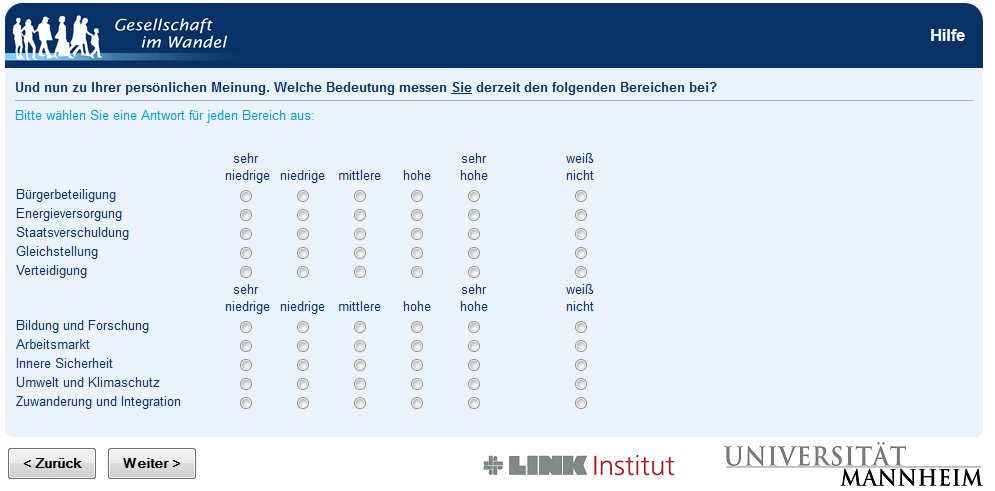 Gesellschaft
im Wandel
Hilfe
Und nun zu Ihrer persönlichen Meinung. Welche Bedeutung messen Sie derzeit den folgenden Bereichen bei?
Bitte wählen Sie eine Antwort für jeden Bereich aus:
sehr sehr weiß
niedrige niedrige mittlere hohe hohe nicht
Bürgerbeteiligung
Energieversorgung
Staatsverschuldung
Gleichstellung
Verteidigung
sehr sehr weiß
niedrige niedrige mittlere hohe hohe nicht
Bildung und Forschung
Arbeitsmarkt
Innere Sicherheit
Umwelt und Klimaschutz
Zuwanderung und Integration
< Zurück Weiter >
LINK Institut
UNIVERSITÄT
MANNHEIM